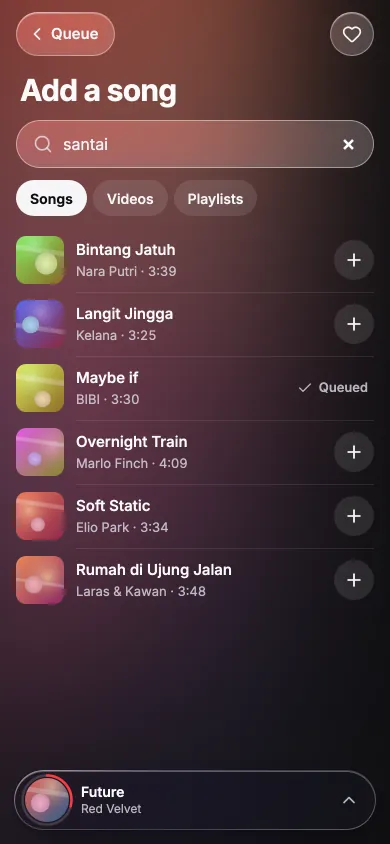 Queue
Add a song
santai
Songs
Videos
Playlists
Bintang Jatuh
Nara Putri · 3:39
Langit Jingga
Kelana · 3:25
Maybe if
BIBI · 3:30
Queued
Overnight Train
Marlo Finch · 4:09
Soft Static
Elio Park · 3:34
Rumah di Ujung Jalan
Laras & Kawan · 3:48
Future
Red Velvet